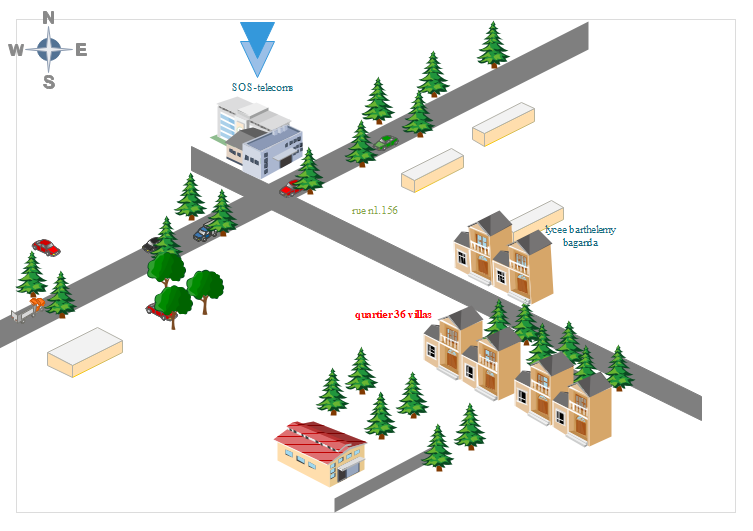 N
W E
S
SOS-telecoms
rue n1.156
lycee barthelemy
baganda
quartier 36 villas